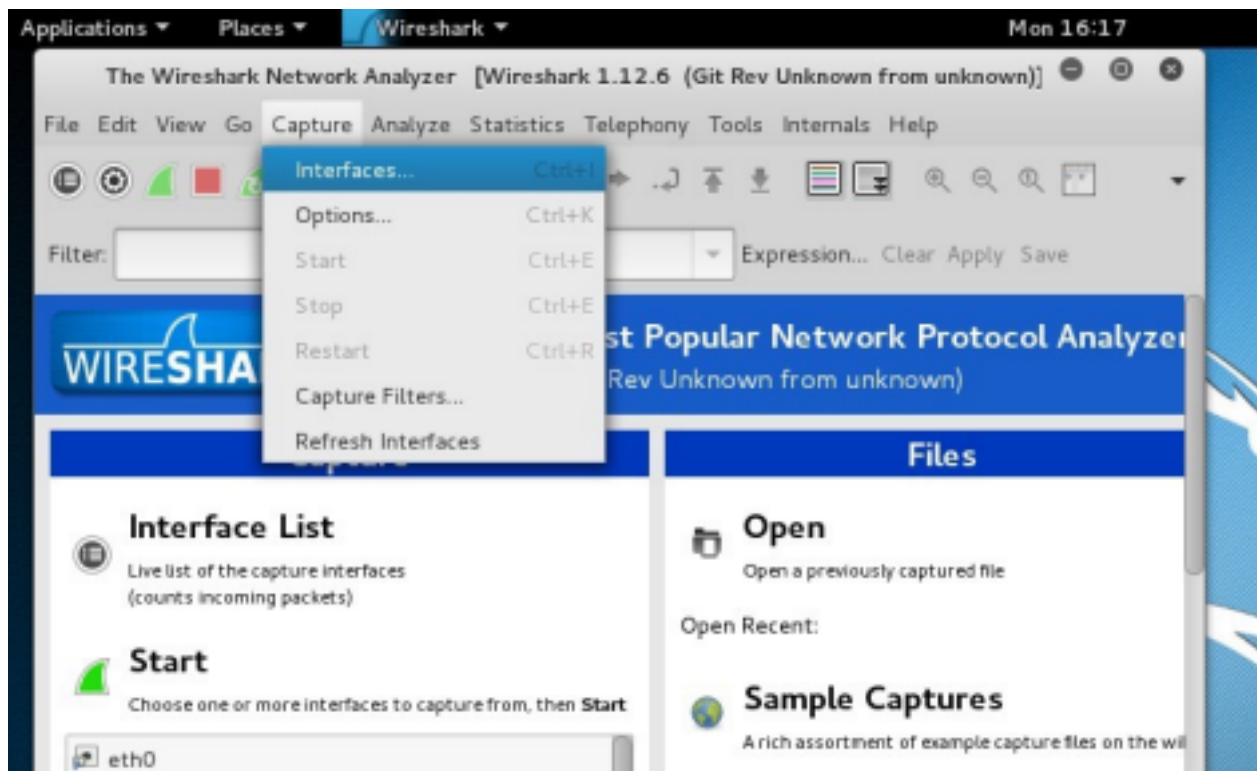 Applications Places Wireshark Mon 16:17
The Wireshark Network Analyzer [Wireshark 1.12.6 (Git Rev Unknown from unknown)]
File Edit View Go Capture Analyze Statistics Telephony Tools Internals Help
Interfaces... Ctrl+I
Options... Ctrl+K
Filter: Expression... Clear Apply Save
Start Ctrl+E
Stop Ctrl+E
Restart Ctrl+R
Capture Filters...
Refresh Interfaces
WIRESHA
st Popular Network Protocol Analyzer
Rev Unknown from unknown)
Capture
Interface List
Live list of the capture interfaces
(counts incoming packets)
Start
Choose one or more interfaces to capture from, then Start
eth0
Files
Open
Open a previously captured file
Open Recent:
Sample Captures
A rich assortment of example capture files on the wi